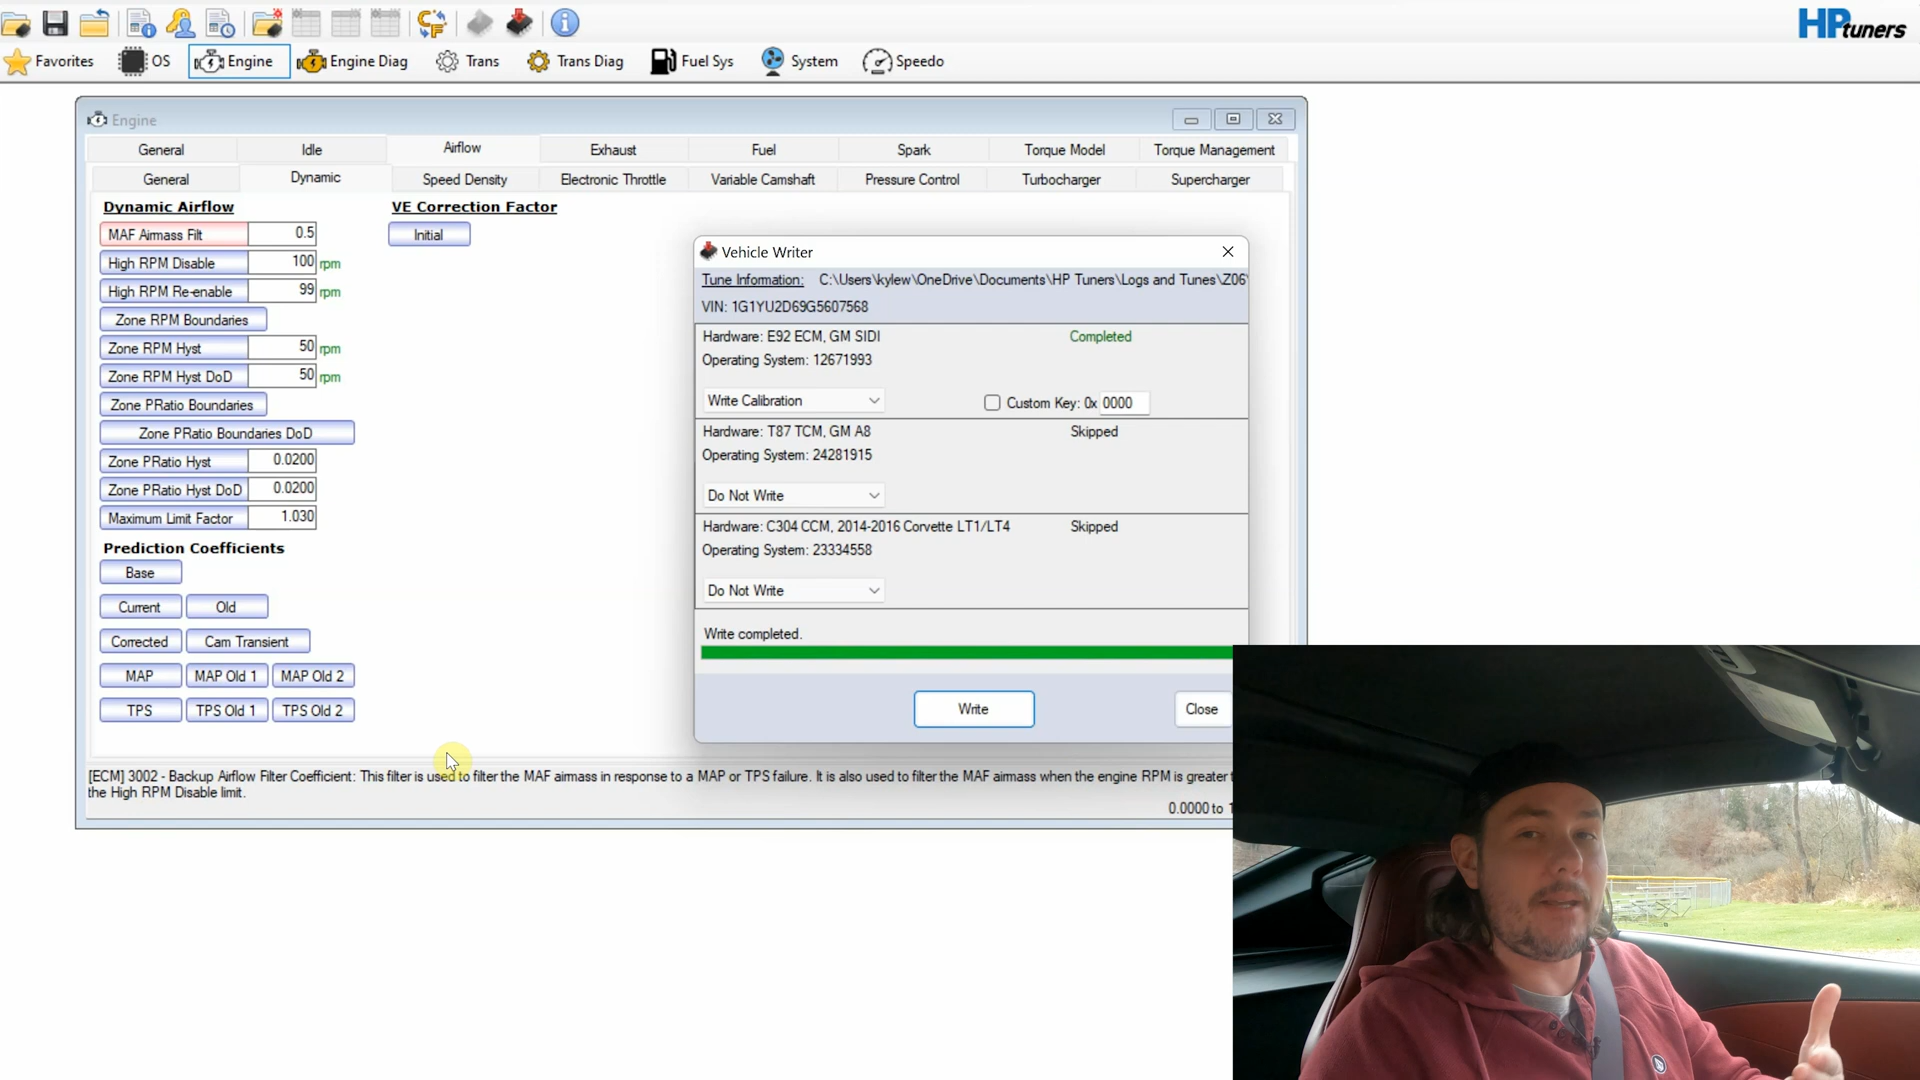 HPtuners
Favorites OS Engine Engine Diag Trans Trans Diag Fuel Sys System Speedo
Engine
General Idle Airflow Exhaust Fuel Spark Torque Model Torque Management
General Dynamic Speed Density Electronic Throttle Variable Camshaft Pressure Control Turbocharger Supercharger
Dynamic Airflow
MAF Airmass Filt 0.5
High RPM Disable 100 rpm
High RPM Re-enable 99 rpm
Zone RPM Boundaries
Zone RPM Hyst 50 rpm
Zone RPM Hyst DoD 50 rpm
Zone PRatio Boundaries
Zone PRatio Boundaries DoD
Zone PRatio Hyst 0.0200
Zone PRatio Hyst DoD 0.0200
Maximum Limit Factor 1.030
Prediction Coefficients
Base
Current Old
Corrected Cam Transient
MAP MAP Old 1 MAP Old 2
TPS TPS Old 1 TPS Old 2
VE Correction Factor
Initial
Vehicle Writer
Tune Information: C:\Users\kylew\OneDrive\Documents\HP Tuners\Logs and Tunes\Z06
VIN: 1G1YU2D69G5607568
Hardware: E92 ECM, GM SIDI Completed
Operating System: 12671993
Write Calibration Custom Key: 0x 0000
Hardware: T87 TCM, GM A8 Skipped
Operating System: 24281915
Do Not Write
Hardware: C304 CCM, 2014-2016 Corvette LT1/LT4 Skipped
Operating System: 23334558
Do Not Write
Write completed.
Write Close
[ECM] 3002 - Backup Airflow Filter Coefficient: This filter is used to filter the MAF airmass in response to a MAP or TPS failure. It is also used to filter the MAF airmass when the engine RPM is greater
the High RPM Disable limit.
0.0000 to